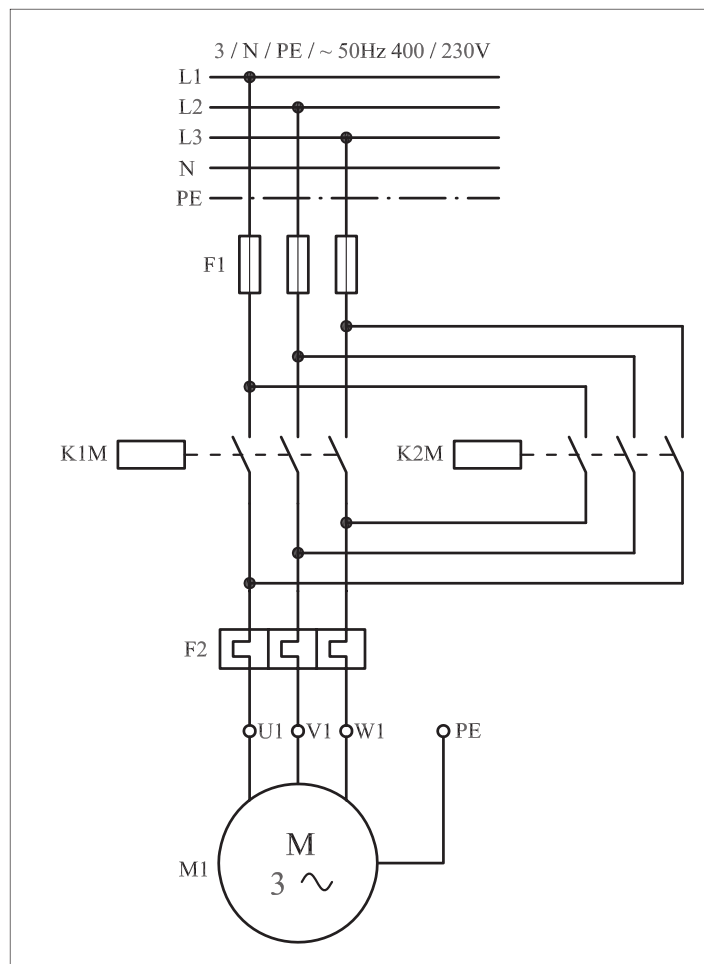 3 / N / PE / ~ 50Hz 400 / 230V
L1
L2
L3
N
PE
F1
K1M
K2M
F2
U1 V1 W1 PE
M
M1
3 ~